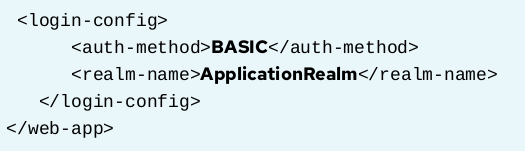 <login-config>
<auth-method>BASIC</auth-method>
<realm-name>ApplicationRealm</realm-name>
</login-config>
</web-app>